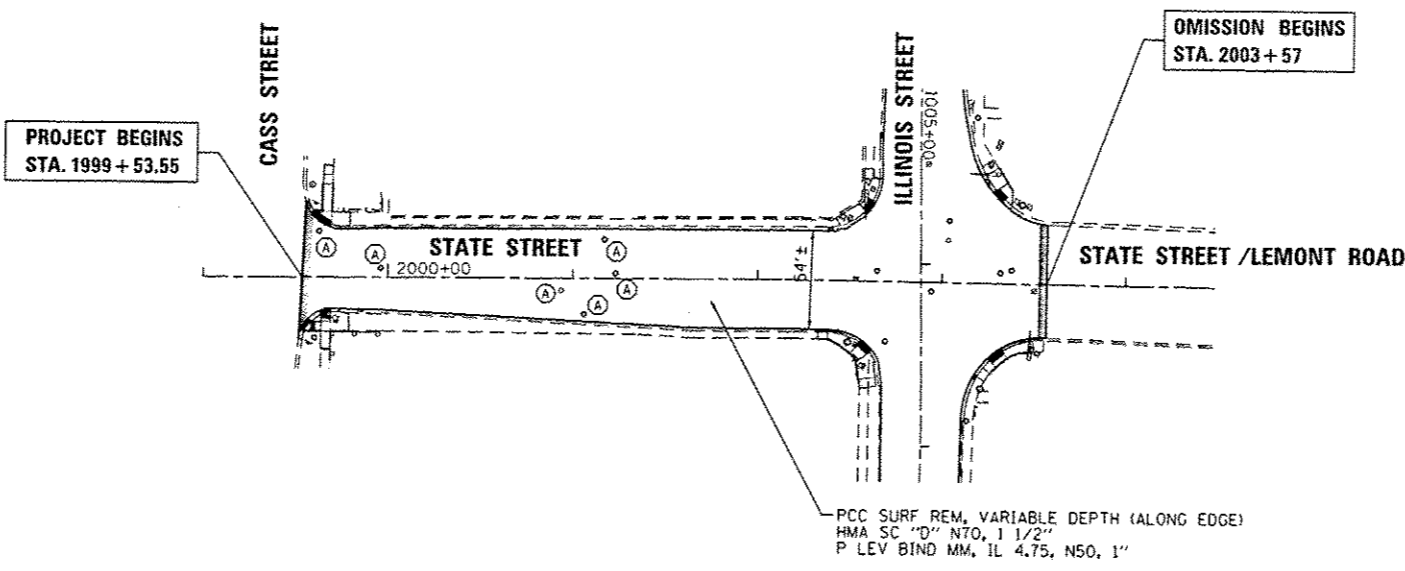 OMISSION BEGINS
STA. 2003+57
PROJECT BEGINS
STA. 1999+53.55
CASS STREET
ILLINOIS STREET
1005+00
STATE STREET
2000+00
A
A
A
A
A
A
STATE STREET /LEMONT ROAD
54'±
PCC SURF REM, VARIABLE DEPTH (ALONG EDGE)
HMA SC "D" N70, 1 1/2"
P LEV BIND MM, IL 4.75, N50, 1"